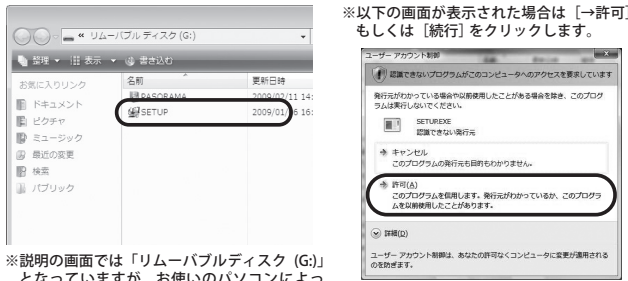 « リムーバブル ディスク (G:)
整理 表示 書き込む
お気に入りリンク
ドキュメント
ピクチャ
ミュージック
最近の変更
検索
パブリック
名前 更新日時
PASORAMA 2009/02/11 14:
SETUP 2009/01/ 6 16:
※説明の画面では「リムーバブルディスク (G:)」
となっていますが、お使いのパソコンによっ
※以下の画面が表示された場合は［→許可］
もしくは［続行］をクリックします。
ユーザー アカウント制御
認識できないプログラムがこのコンピュータへのアクセスを要求しています
発行元がわかっている場合や以前使用したことがある場合を除き、このプログ
ラムは実行しないでください。
SETUP.EXE
認識できない発行元
キャンセル
このプログラムの発行元も目的もわかりません。
許可(A)
このプログラムを信用します。発行元がわかっているか、このプログラ
ムを以前使用したことがあります。
詳細(D)
ユーザー アカウント制御は、あなたの許可なくコンピュータに変更が適用される
のを防ぎます。